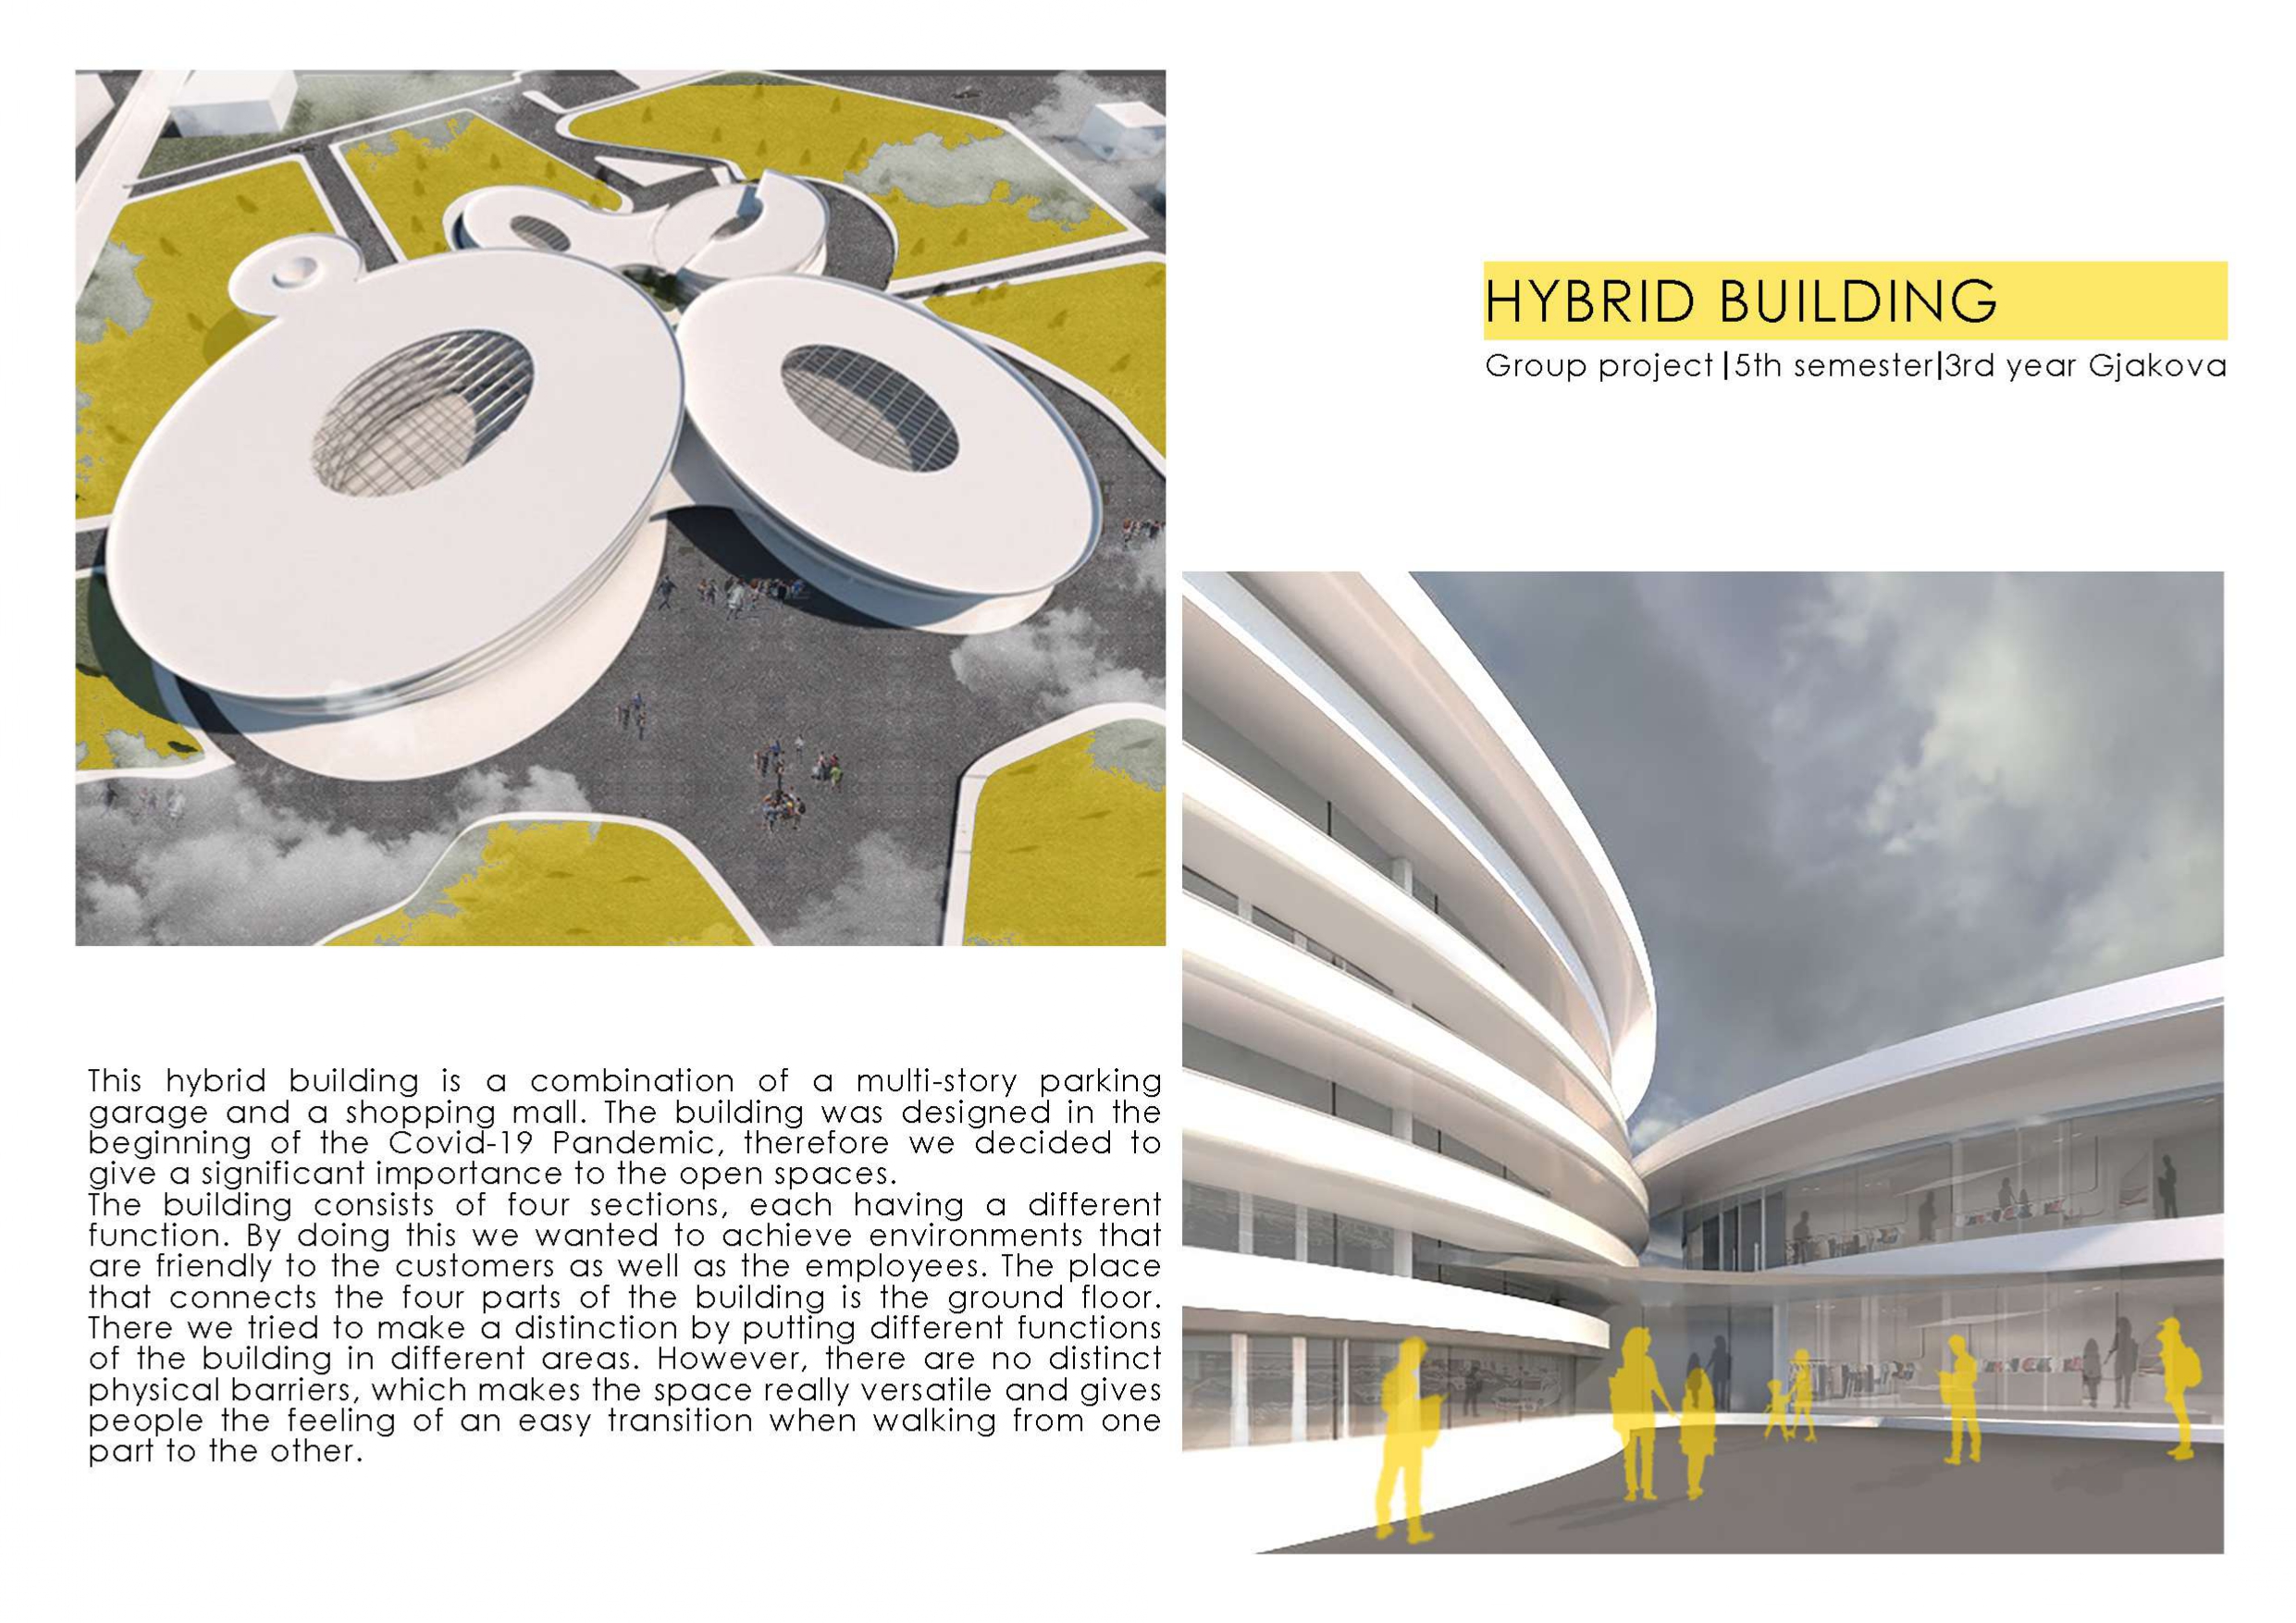 HYBRID BUILDING
Group project|5th semester|3rd year Gjakova
This hybrid building is a combination of a multi-story parking
garage and a shopping mall. The building was designed in the
beginning of the Covid-19 Pandemic, therefore we decided to
give a significant importance to the open spaces.
The building consists of four sections, each having a different
function. By doing this we wanted to achieve environments that
are friendly to the customers as well as the employees. The place
that connects the four parts of the building is the ground floor.
There we tried to make a distinction by putting different functions
of the building in different areas. However, there are no distinct
physical barriers, which makes the space really versatile and gives
people the feeling of an easy transition when walking from one
part to the other.